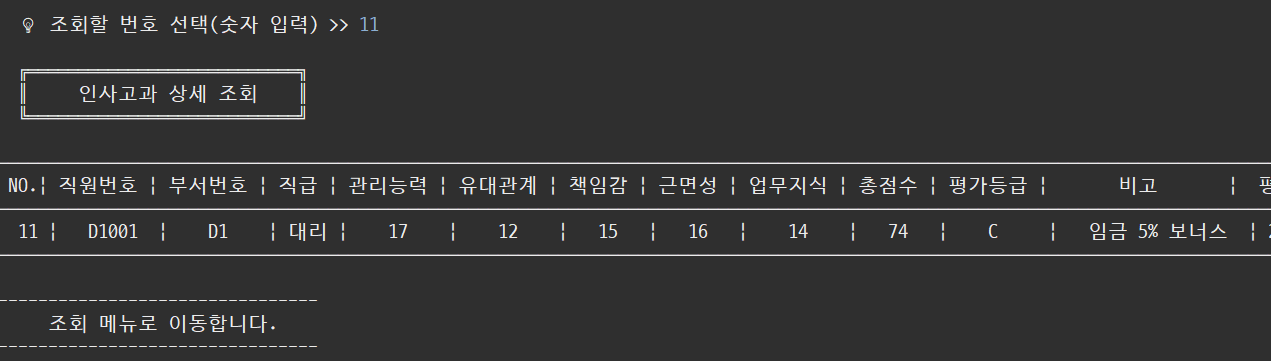 조회할 번호 선택(숫자 입력) >> 11
인사고과 상세 조회
NO.¦ 직원번호 ¦ 부서번호 ¦ 직급 ¦ 관리능력 ¦ 유대관계 ¦ 책임감 ¦ 근면성 ¦ 업무지식 ¦ 총점수 ¦ 평가등급 ¦ 비고 ¦
11 ¦ D1001 ¦ D1 ¦ 대리 ¦ 17 ¦ 12 ¦ 15 ¦ 16 ¦ 14 ¦ 74 ¦ C ¦ 임금 5% 보너스 ¦
조회 메뉴로 이동합니다.